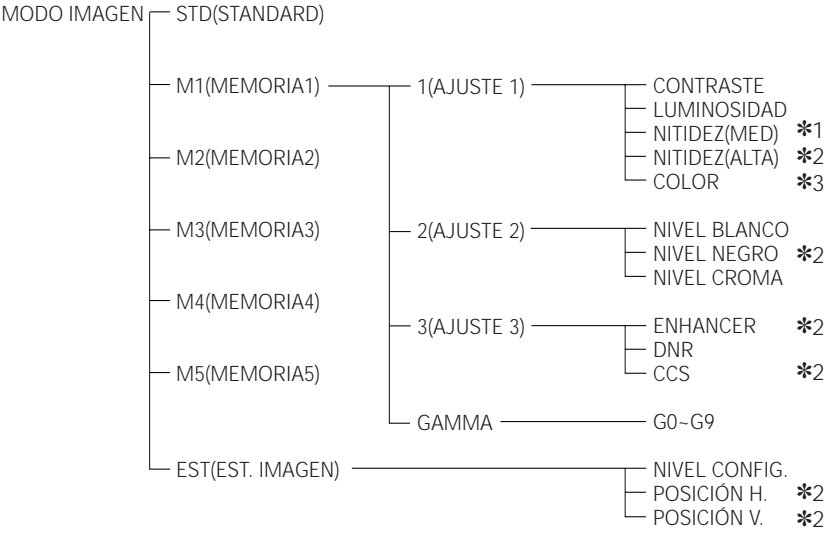 MODO IMAGEN STD(STANDARD)
M1(MEMORIA1) 1(AJUSTE 1) CONTRASTE
LUMINOSIDAD
NITIDEZ(MED) ✻1
M2(MEMORIA2) NITIDEZ(ALTA) ✻2
COLOR ✻3
M3(MEMORIA3) 2(AJUSTE 2) NIVEL BLANCO
NIVEL NEGRO ✻2
NIVEL CROMA
M4(MEMORIA4)
3(AJUSTE 3) ENHANCER ✻2
DNR
M5(MEMORIA5) CCS ✻2
GAMMA G0~G9
EST(EST. IMAGEN) NIVEL CONFIG.
POSICIÓN H. ✻2
POSICIÓN V. ✻2